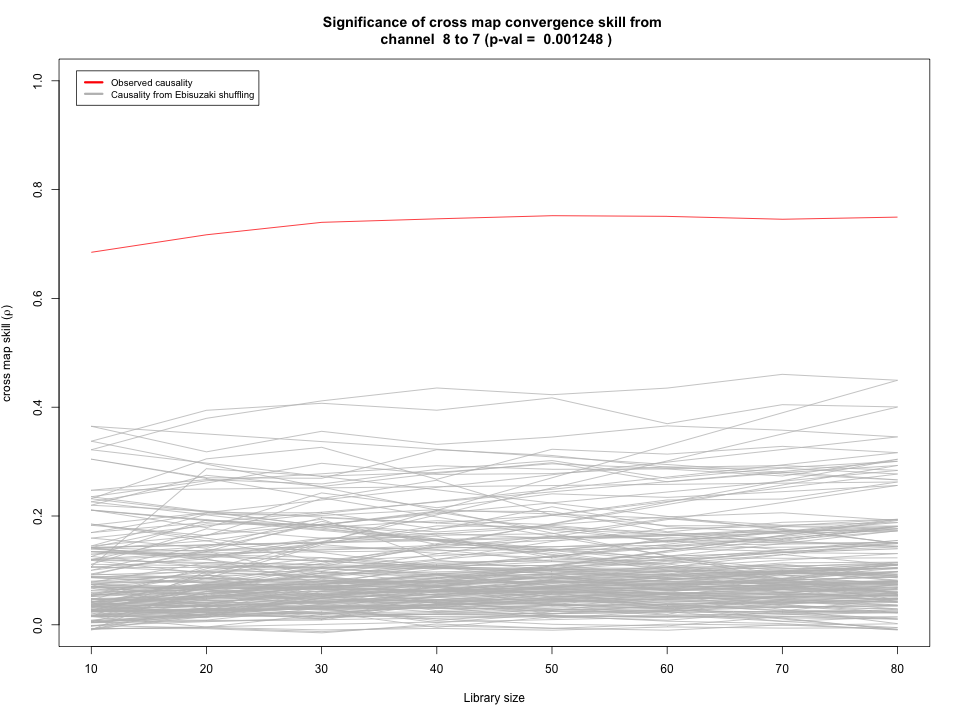 Significance of cross map convergence skill from
channel  8 to 7 (p-val =  0.001248 )
Observed causality
Causality from Ebisuzaki shuffling
cross map skill (ρ)
1.0
0.8
0.6
0.4
0.2
0.0
10 20 30 40 50 60 70 80
Library size